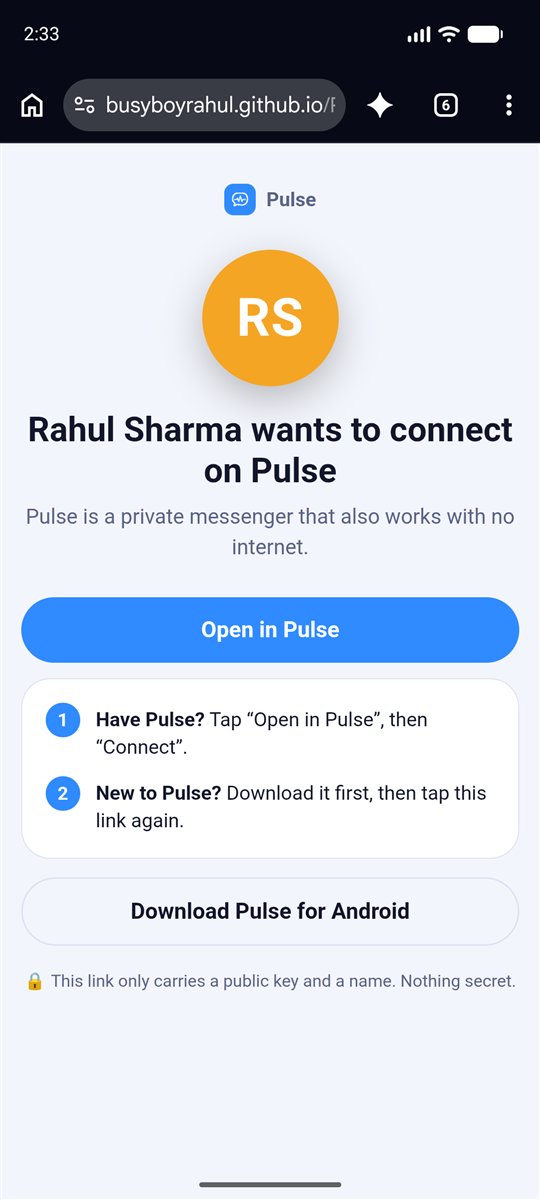 2:33
busyboyrahul.github.io/
6
Pulse
RS
Rahul Sharma wants to connect
on Pulse
Pulse is a private messenger that also works with no
internet.
Open in Pulse
1 Have Pulse? Tap “Open in Pulse”, then
“Connect”.
2 New to Pulse? Download it first, then tap this
link again.
Download Pulse for Android
🔒 This link only carries a public key and a name. Nothing secret.